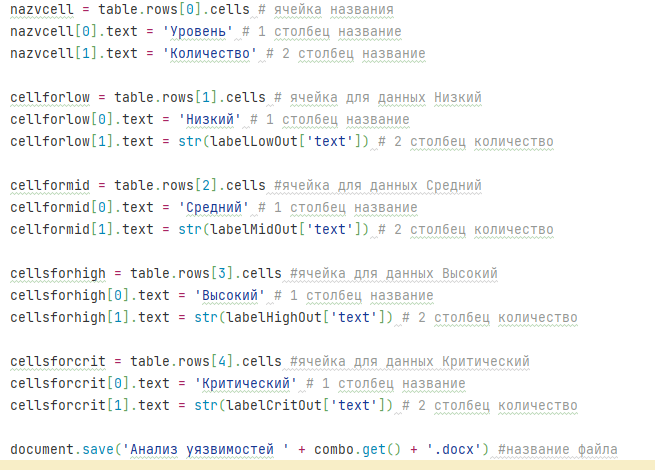 nazvcell = table.rows[0].cells # ячейка названия
nazvcell[0].text = 'Уровень' # 1 столбец название
nazvcell[1].text = 'Количество' # 2 столбец название
cellforlow = table.rows[1].cells # ячейка для данных Низкий
cellforlow[0].text = 'Низкий' # 1 столбец название
cellforlow[1].text = str(labelLowOut['text']) # 2 столбец количество
cellformid = table.rows[2].cells #ячейка для данных Средний
cellformid[0].text = 'Средний' # 1 столбец название
cellformid[1].text = str(labelMidOut['text']) # 2 столбец количество
cellsforhigh = table.rows[3].cells #ячейка для данных Высокий
cellsforhigh[0].text = 'Высокий' # 1 столбец название
cellsforhigh[1].text = str(labelHighOut['text']) # 2 столбец количество
cellsforcrit = table.rows[4].cells #ячейка для данных Критический
cellsforcrit[0].text = 'Критический' # 1 столбец название
cellsforcrit[1].text = str(labelCritOut['text']) # 2 столбец количество
document.save('Анализ уязвимостей ' + combo.get() + '.docx') #название файла